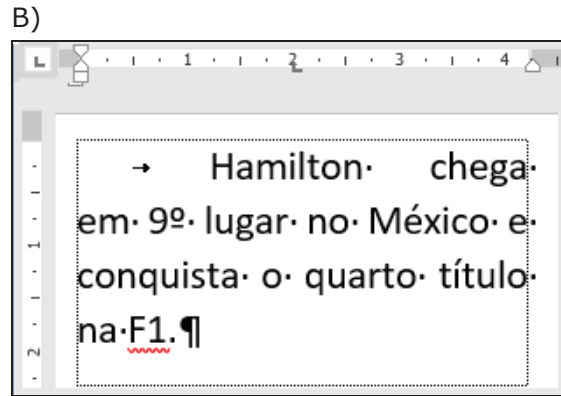 B)
L 1 2 3 4
→ Hamilton· chega·
em· 9º· lugar· no· México· e·
conquista· o· quarto· título·
na·F1.¶
1
2